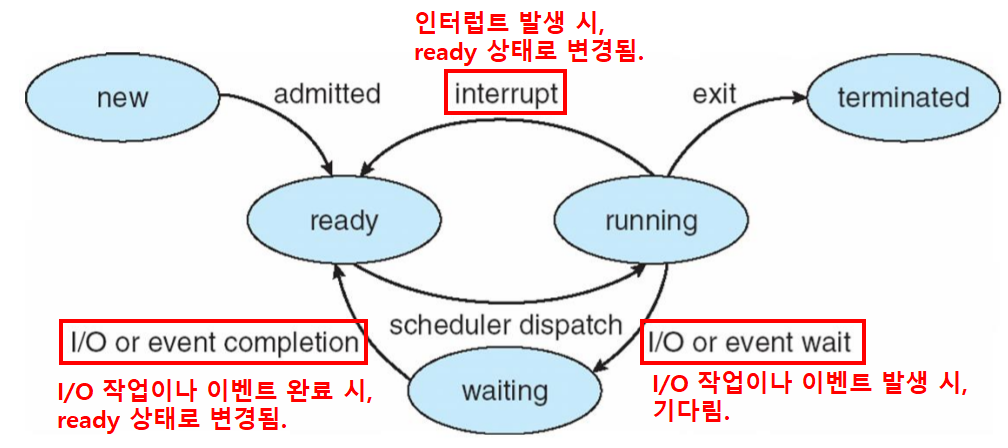 인터럽트 발생 시,
ready 상태로 변경됨.
new
admitted
interrupt
exit
terminated
ready
running
I/O or event completion
scheduler dispatch
I/O or event wait
I/O 작업이나 이벤트 완료 시,
ready 상태로 변경됨.
waiting
I/O 작업이나 이벤트 발생 시,
기다림.